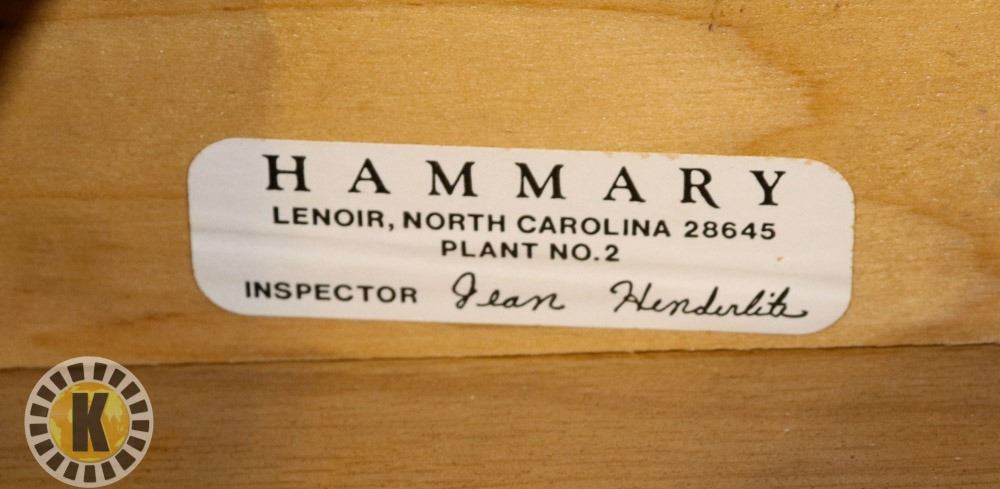 HAMMARY
LENOIR, NORTH CAROLINA 28645
PLANT NO.2
INSPECTOR Jean Henderlite
K